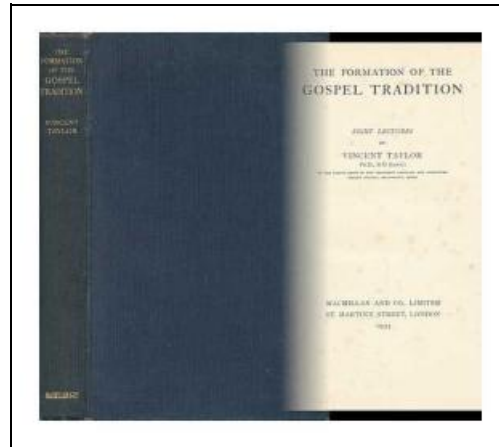 THE
FORMATION
OF THE
GOSPEL
TRADITION
VINCENT
TAYLOR
THE FORMATION OF THE
GOSPEL TRADITION
EIGHT LECTURES
BY
VINCENT TAYLOR
MACMILLAN AND CO. LIMITED
ST. MARTIN'S STREET, LONDON